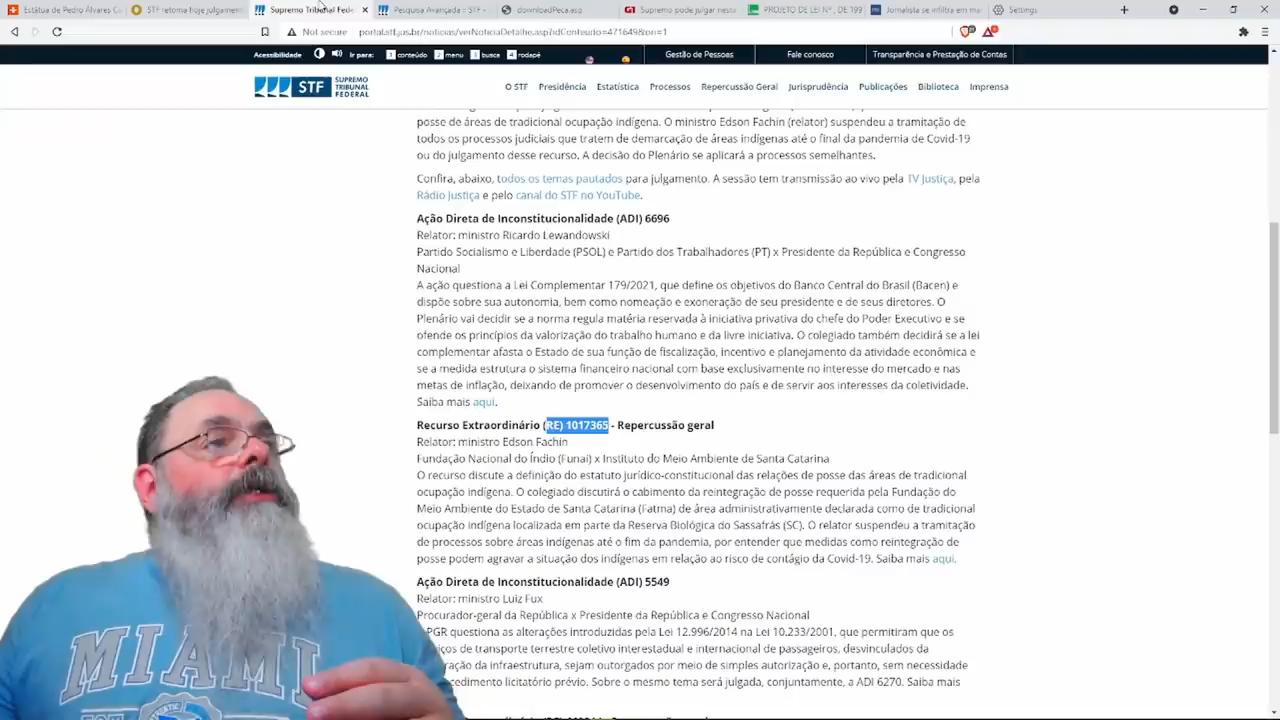 Estátua de Pedro Álvares C
STF retoma hoje julgament
Supremo Tribunal Fede
Pesquisa Avançada :: STF -
downloadPeca.asp
Supremo pode julgar nesta
PROJETO DE LEI Nº , DE 199
Jornalista se infiltra em ma
Settings
Not secure
portal.stf.jus.br/noticias/verNoticiaDetalhe.asp?idConteudo=471649&ori=1
Acessibilidade
Ir para:
1 conteúdo
2 menu
3 busca
4 rodapé
Gestão de Pessoas
Fale conosco
Transparência e Prestação de Contas
STF
SUPREMO
TRIBUNAL
FEDERAL
O STF
Presidência
Estatística
Processos
Repercussão Geral
Jurisprudência
Publicações
Biblioteca
Imprensa
posse de áreas de tradicional ocupação indígena. O ministro Edson Fachin (relator) suspendeu a tramitação de
todos os processos judiciais que tratem de demarcação de áreas indígenas até o final da pandemia de Covid-19
ou do julgamento desse recurso. A decisão do Plenário se aplicará a processos semelhantes.
Confira, abaixo, todos os temas pautados para julgamento. A sessão tem transmissão ao vivo pela TV Justiça, pela
Rádio Justiça e pelo canal do STF no YouTube.
Ação Direta de Inconstitucionalidade (ADI) 6696
Relator: ministro Ricardo Lewandowski
Partido Socialismo e Liberdade (PSOL) e Partido dos Trabalhadores (PT) x Presidente da República e Congresso
Nacional
A ação questiona a Lei Complementar 179/2021, que define os objetivos do Banco Central do Brasil (Bacen) e
dispõe sobre sua autonomia, bem como nomeação e exoneração de seu presidente e de seus diretores. O
Plenário vai decidir se a norma regula matéria reservada à iniciativa privativa do chefe do Poder Executivo e se
ofende os princípios da valorização do trabalho humano e da livre iniciativa. O colegiado também decidirá se a lei
complementar afasta o Estado de sua função de fiscalização, incentivo e planejamento da atividade econômica e
se a medida estrutura o sistema financeiro nacional com base exclusivamente no interesse do mercado e nas
metas de inflação, deixando de promover o desenvolvimento do país e de servir aos interesses da coletividade.
Saiba mais aqui.
Recurso Extraordinário (RE) 1017365 - Repercussão geral
Relator: ministro Edson Fachin
Fundação Nacional do Índio (Funai) x Instituto do Meio Ambiente de Santa Catarina
O recurso discute a definição do estatuto jurídico-constitucional das relações de posse das áreas de tradicional
ocupação indígena. O colegiado discutirá o cabimento da reintegração de posse requerida pela Fundação do
Meio Ambiente do Estado de Santa Catarina (Fatma) de área administrativamente declarada como de tradicional
ocupação indígena localizada em parte da Reserva Biológica do Sassafrás (SC). O relator suspendeu a tramitação
de processos sobre áreas indígenas até o fim da pandemia, por entender que medidas como reintegração de
posse podem agravar a situação dos indígenas em relação ao risco de contágio da Covid-19. Saiba mais aqui.
Ação Direta de Inconstitucionalidade (ADI) 5549
Relator: ministro Luiz Fux
Procurador-geral da República x Presidente da República e Congresso Nacional
PGR questiona as alterações introduzidas pela Lei 12.996/2014 na Lei 10.233/2001, que permitiram que os
iços de transporte terrestre coletivo interestadual e internacional de passageiros, desvinculados da
ração da infraestrutura, sejam outorgados por meio de simples autorização e, portanto, sem necessidade
cedimento licitatório prévio. Sobre o mesmo tema será julgada, conjuntamente, a ADI 6270. Saiba mais
MIAMI